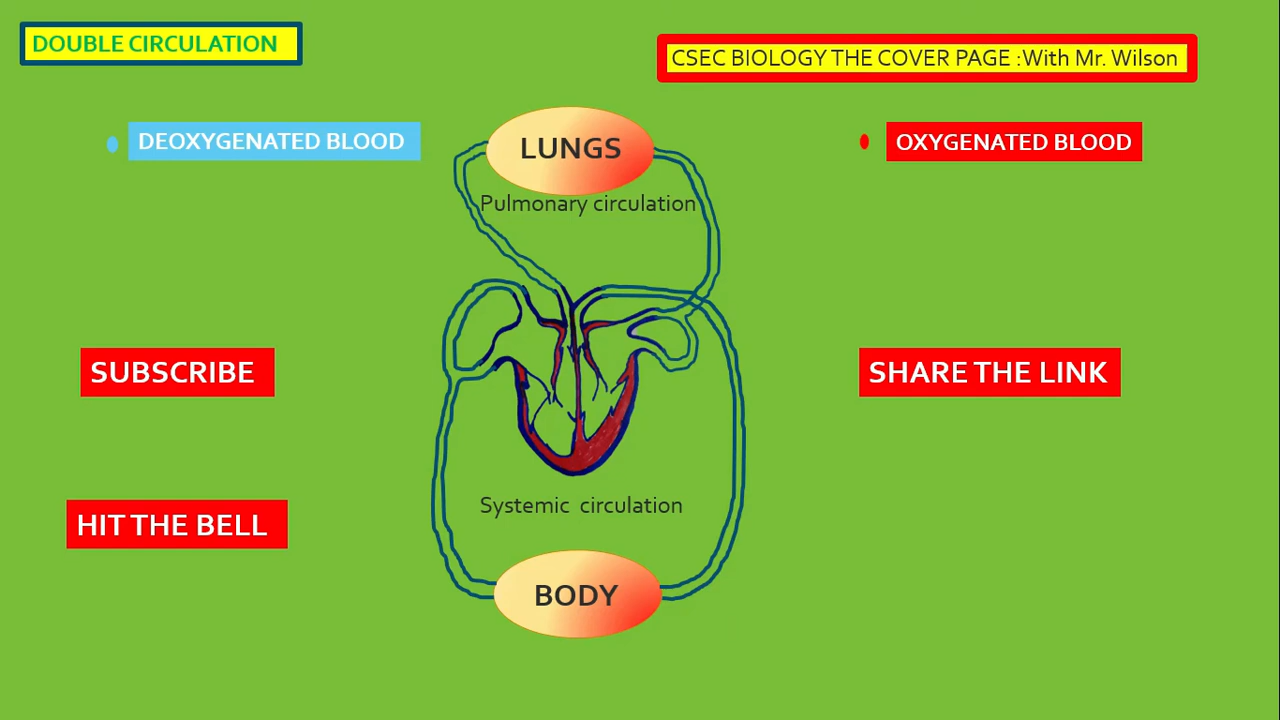 DOUBLE CIRCULATION
CSEC BIOLOGY THE COVER PAGE :With Mr. Wilson
DEOXYGENATED BLOOD
OXYGENATED BLOOD
LUNGS
Pulmonary circulation
SUBSCRIBE
SHARE THE LINK
Systemic circulation
HIT THE BELL
BODY